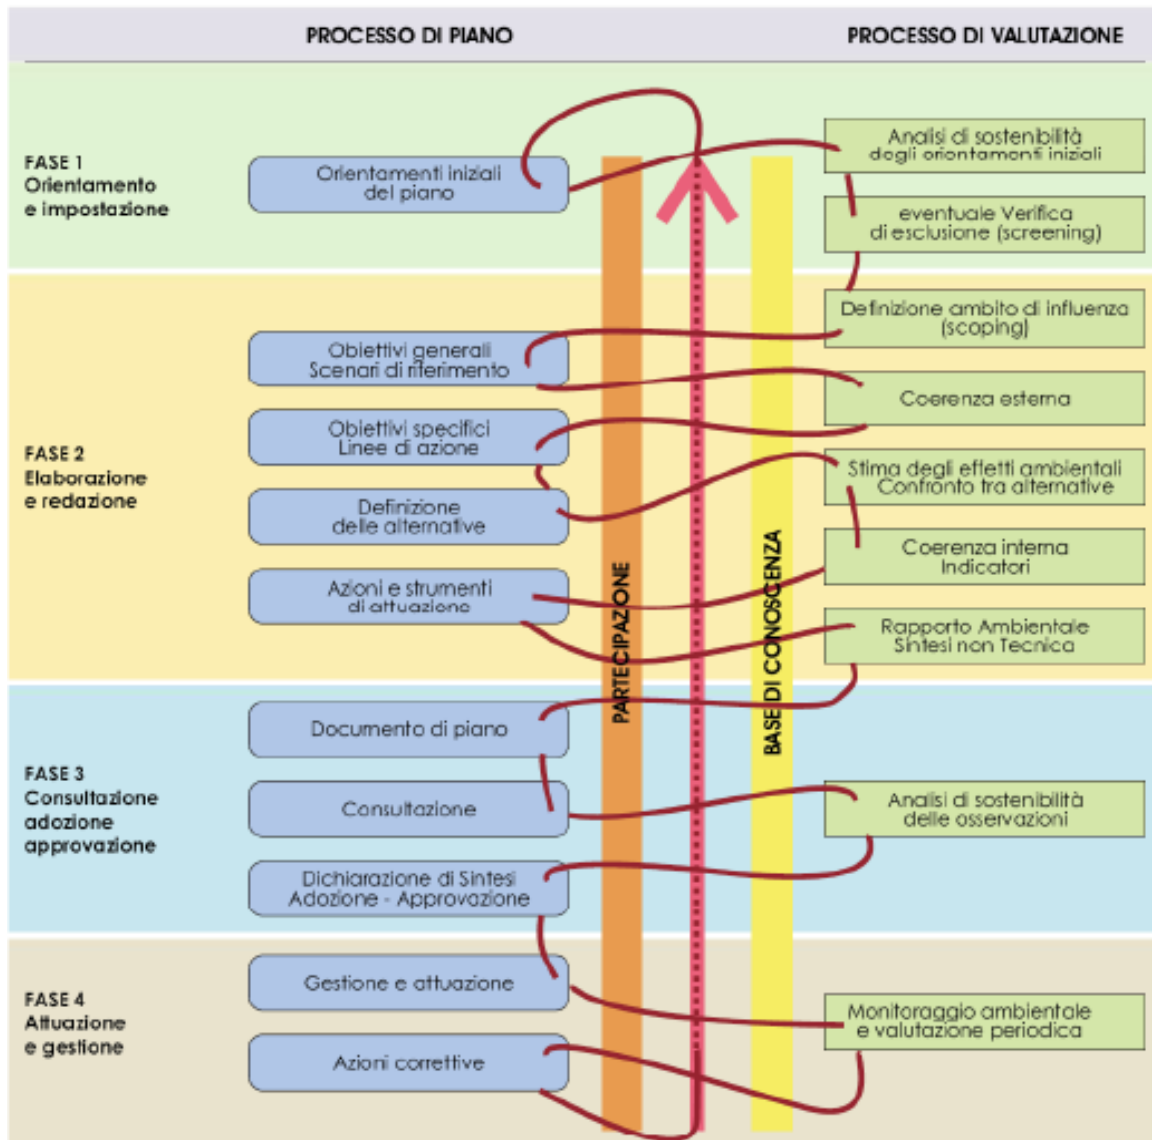 PROCESSO DI PIANO
PROCESSO DI VALUTAZIONE
FASE 1
Orientamento
e impostazione
Orientamenti iniziali
del piano
Analisi di sostenibilità
degli orientamenti iniziali
eventuale Verifica
di esclusione (screening)
FASE 2
Elaborazione
e redazione
Definizione ambito di influenza
(scoping)
Obiettivi generali
Scenari di riferimento
Coerenza esterna
Obiettivi specifici
Linee di azione
Stima degli effetti ambientali
Confronto tra alternative
Definizione
delle alternative
Coerenza interna
Indicatori
Azioni e strumenti
di attuazione
Rapporto Ambientale
Sintesi non Tecnica
PARTECIPAZIONE
BASE DI CONOSCENZA
FASE 3
Consultazione
adozione
approvazione
Documento di piano
Consultazione
Analisi di sostenibilità
delle osservazioni
Dichiarazione di Sintesi
Adozione - Approvazione
FASE 4
Attuazione
e gestione
Gestione e attuazione
Monitoraggio ambientale
e valutazione periodica
Azioni correttive